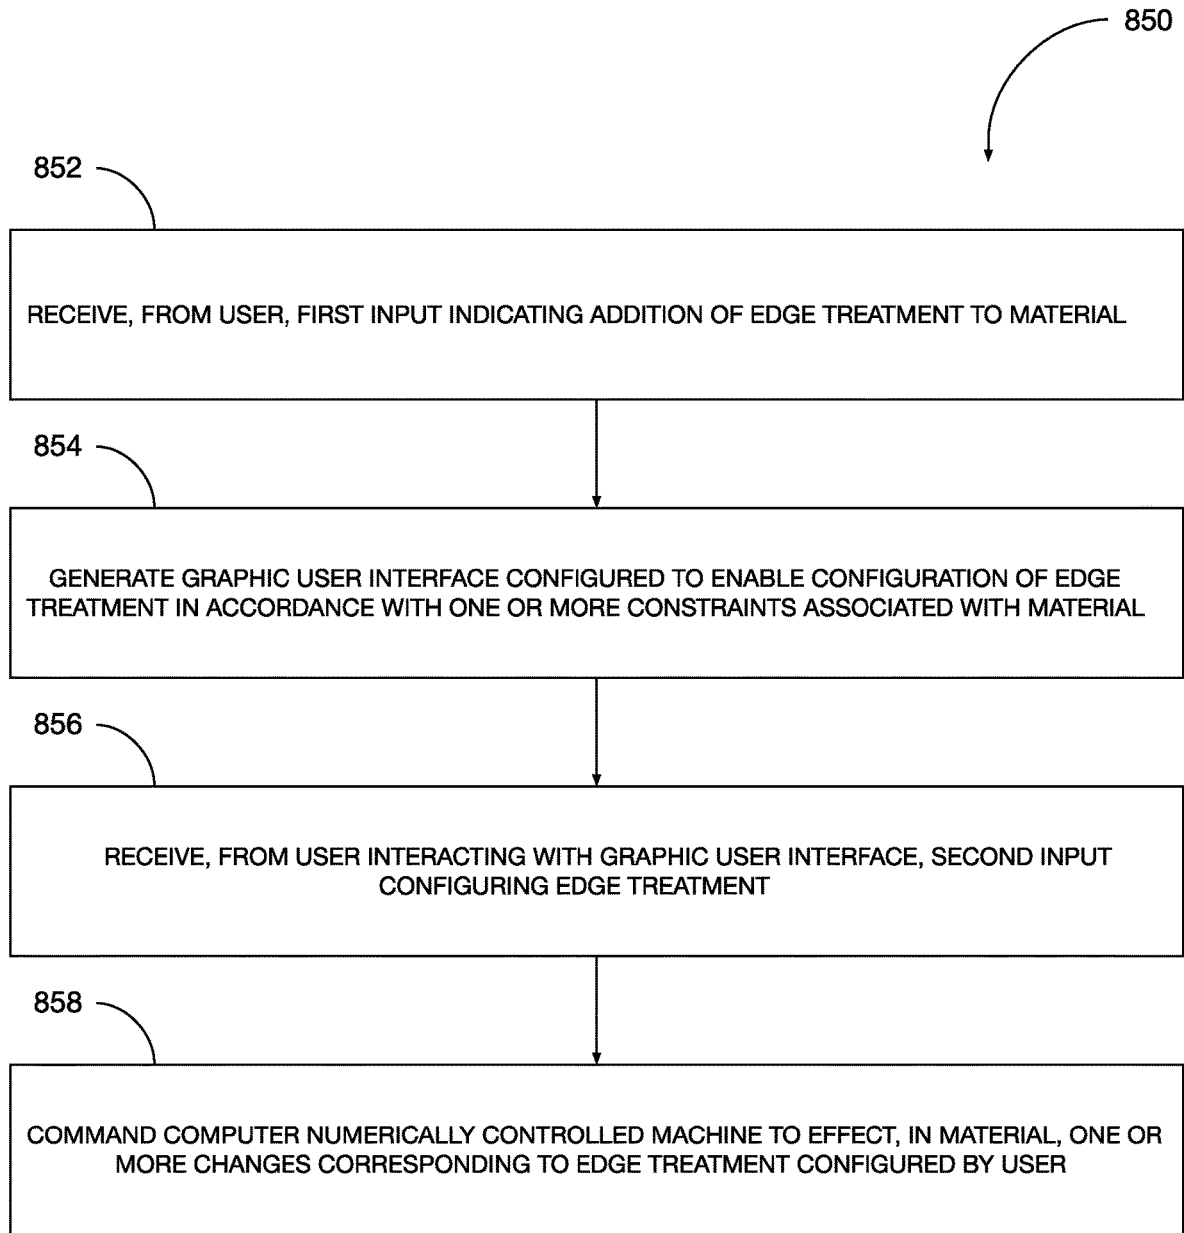 850
852
RECEIVE, FROM USER, FIRST INPUT INDICATING ADDITION OF EDGE TREATMENT TO MATERIAL
854
GENERATE GRAPHIC USER INTERFACE CONFIGURED TO ENABLE CONFIGURATION OF EDGE
TREATMENT IN ACCORDANCE WITH ONE OR MORE CONSTRAINTS ASSOCIATED WITH MATERIAL
856
RECEIVE, FROM USER INTERACTING WITH GRAPHIC USER INTERFACE, SECOND INPUT
CONFIGURING EDGE TREATMENT
858
COMMAND COMPUTER NUMERICALLY CONTROLLED MACHINE TO EFFECT, IN MATERIAL, ONE OR
MORE CHANGES CORRESPONDING TO EDGE TREATMENT CONFIGURED BY USER